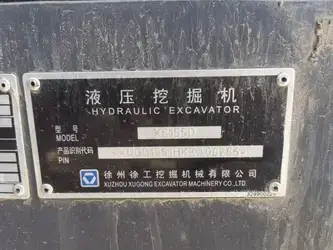 液压挖掘机
HYDRAULIC EXCAVATOR
型号
MODEL
产品识别代码
PIN
徐州徐工挖掘机械有限公司
XUZHOU XUGONG EXCAVATOR MACHINERY CO.,LTD.